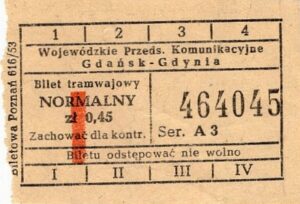 1 2 3 4
Wojewódzkie Przeds. Komunikacyjne
Gdańsk-Gdynia
Bilet tramwajowy
NORMALNY
zł 0,45
Zachować dla kontr.
464045
Ser. A 3
Biletu odstępować nie wolno
I II III IV
Biletowa Poznań 616/53